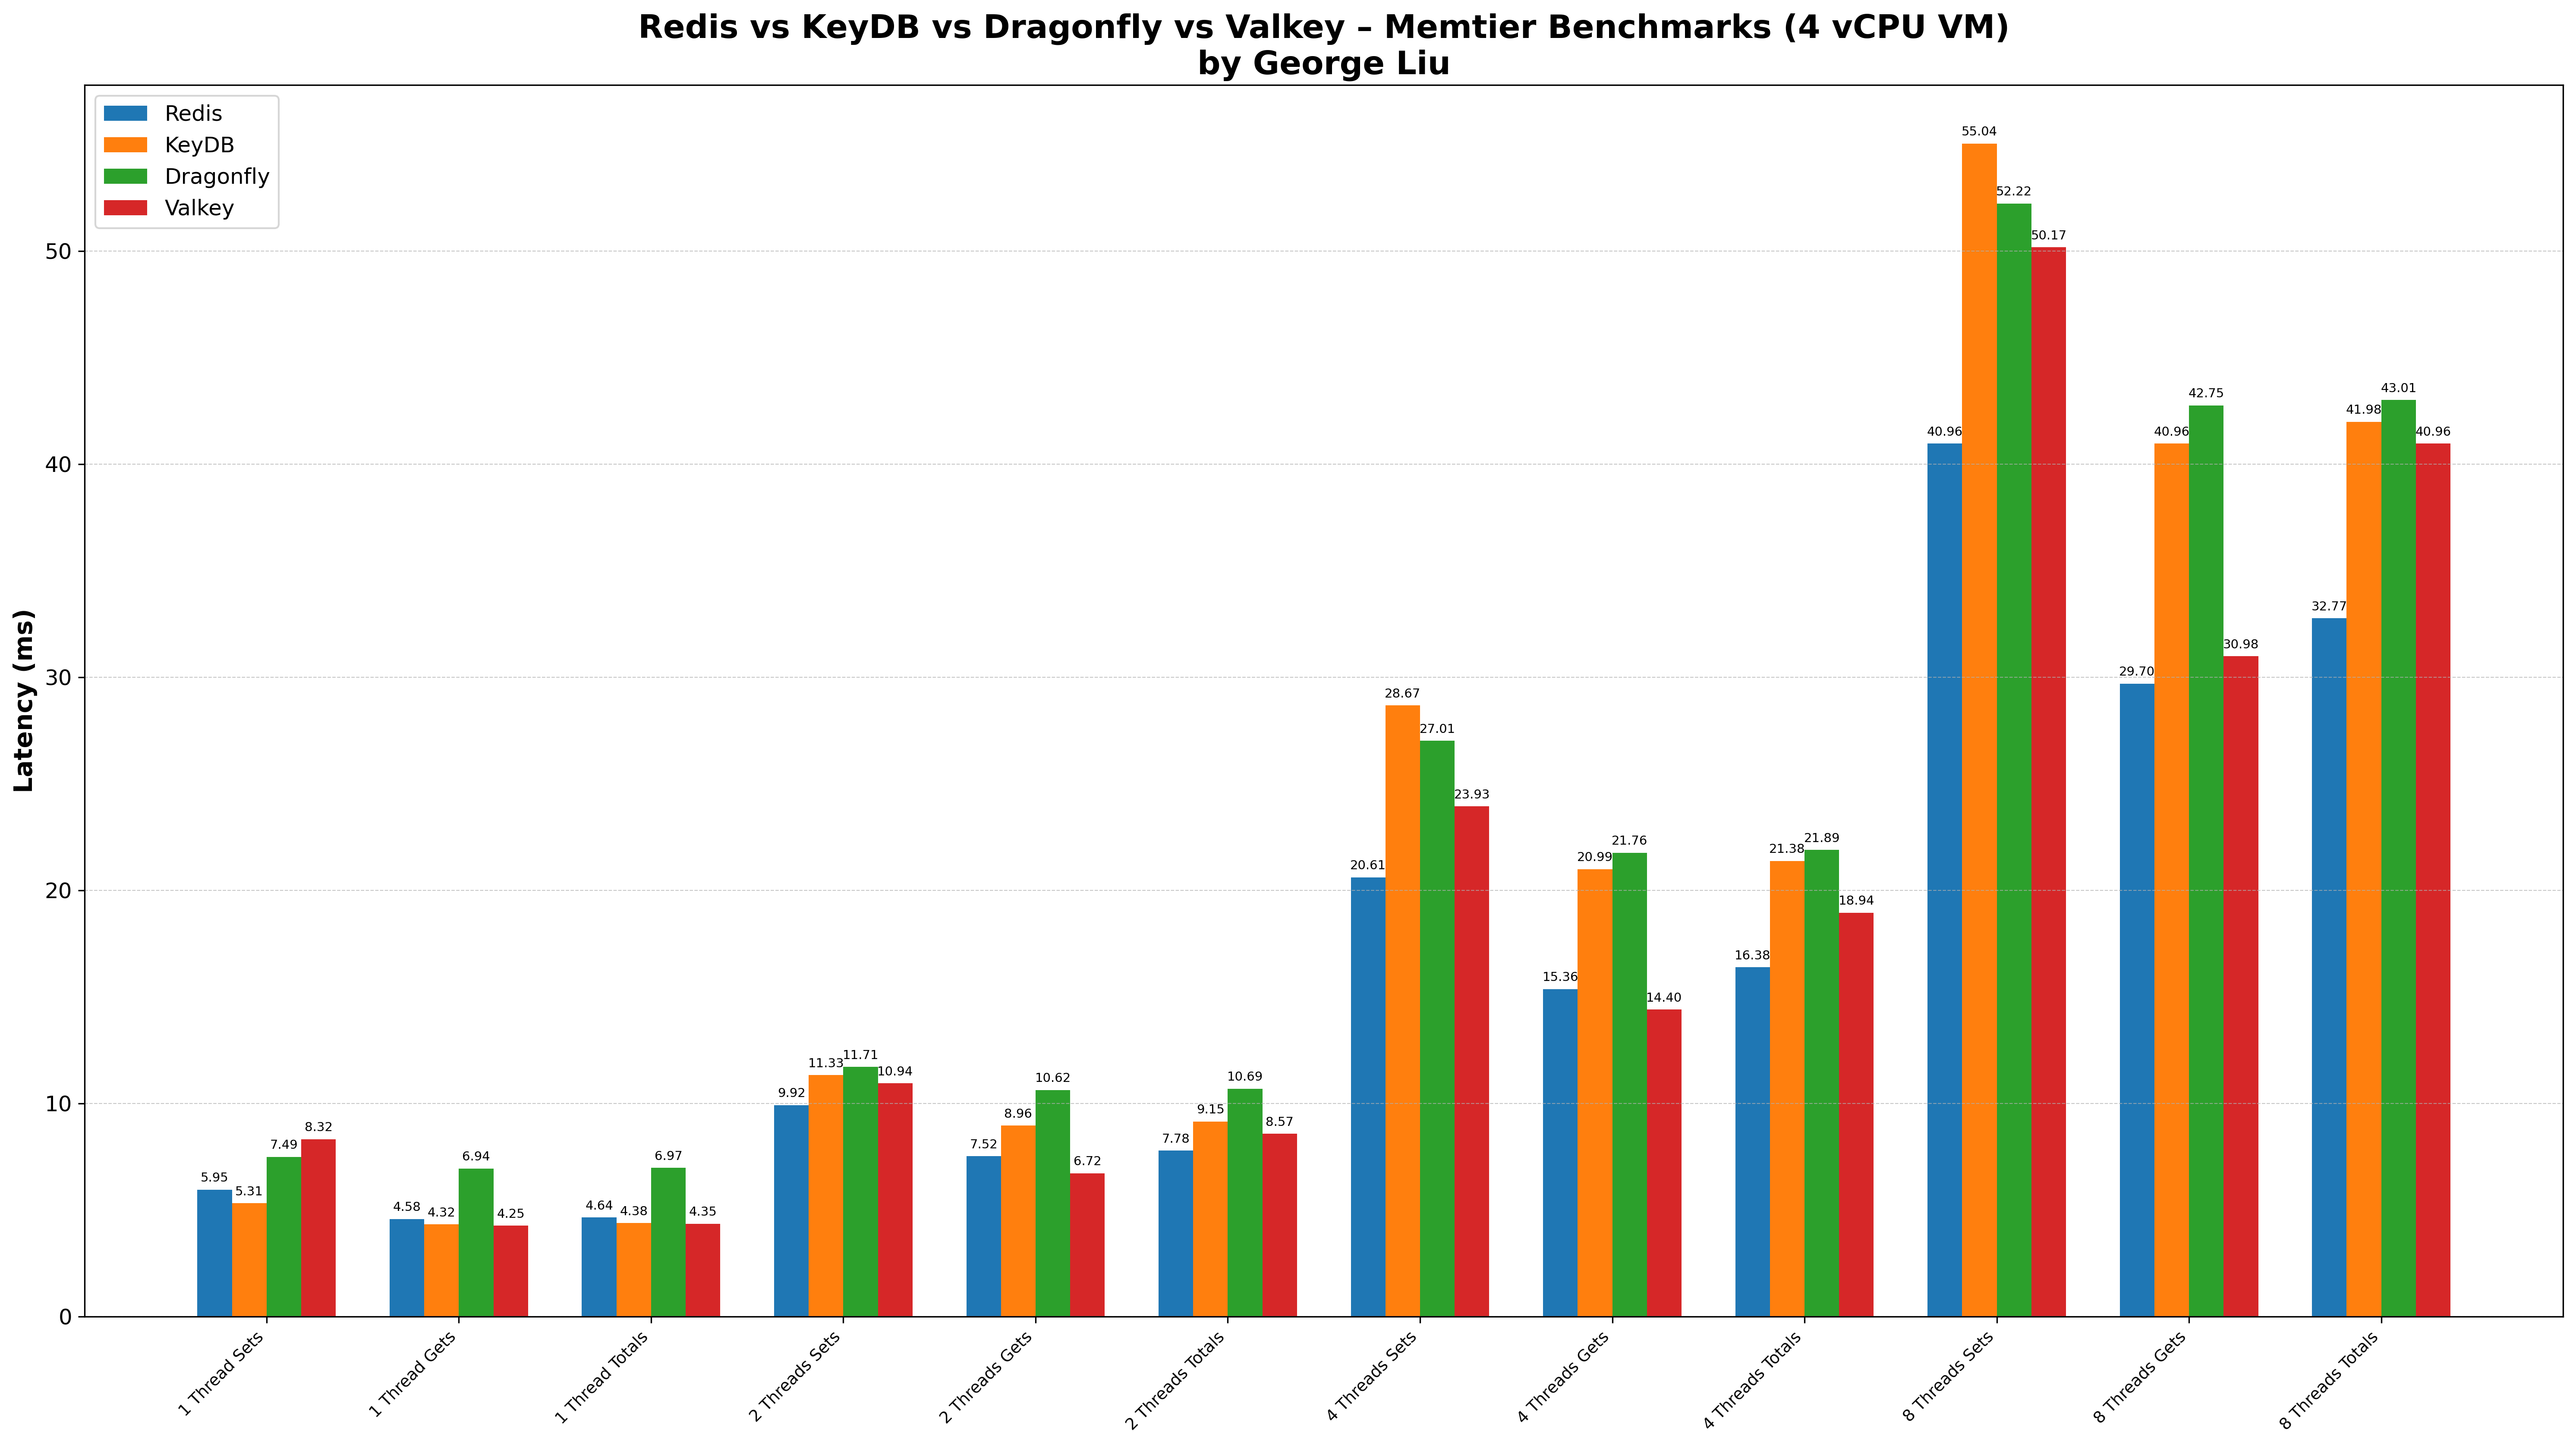 Redis vs KeyDB vs Dragonfly vs Valkey – Memtier Benchmarks (4 vCPU VM)
by George Liu
Redis
KeyDB
Dragonfly
Valkey
Latency (ms)
50
40
30
20
10
0
5.95
5.31
7.49
8.32
4.58
4.32
6.94
4.25
4.64
4.38
6.97
4.35
9.92
11.33
11.71
10.94
7.52
8.96
10.62
6.72
7.78
9.15
10.69
8.57
20.61
28.67
27.01
23.93
15.36
20.99
21.76
14.40
16.38
21.38
21.89
18.94
40.96
55.04
52.22
50.17
29.70
40.96
42.75
30.98
32.77
41.98
43.01
40.96
1 Thread Sets
1 Thread Gets
1 Thread Totals
2 Threads Sets
2 Threads Gets
2 Threads Totals
4 Threads Sets
4 Threads Gets
4 Threads Totals
8 Threads Sets
8 Threads Gets
8 Threads Totals